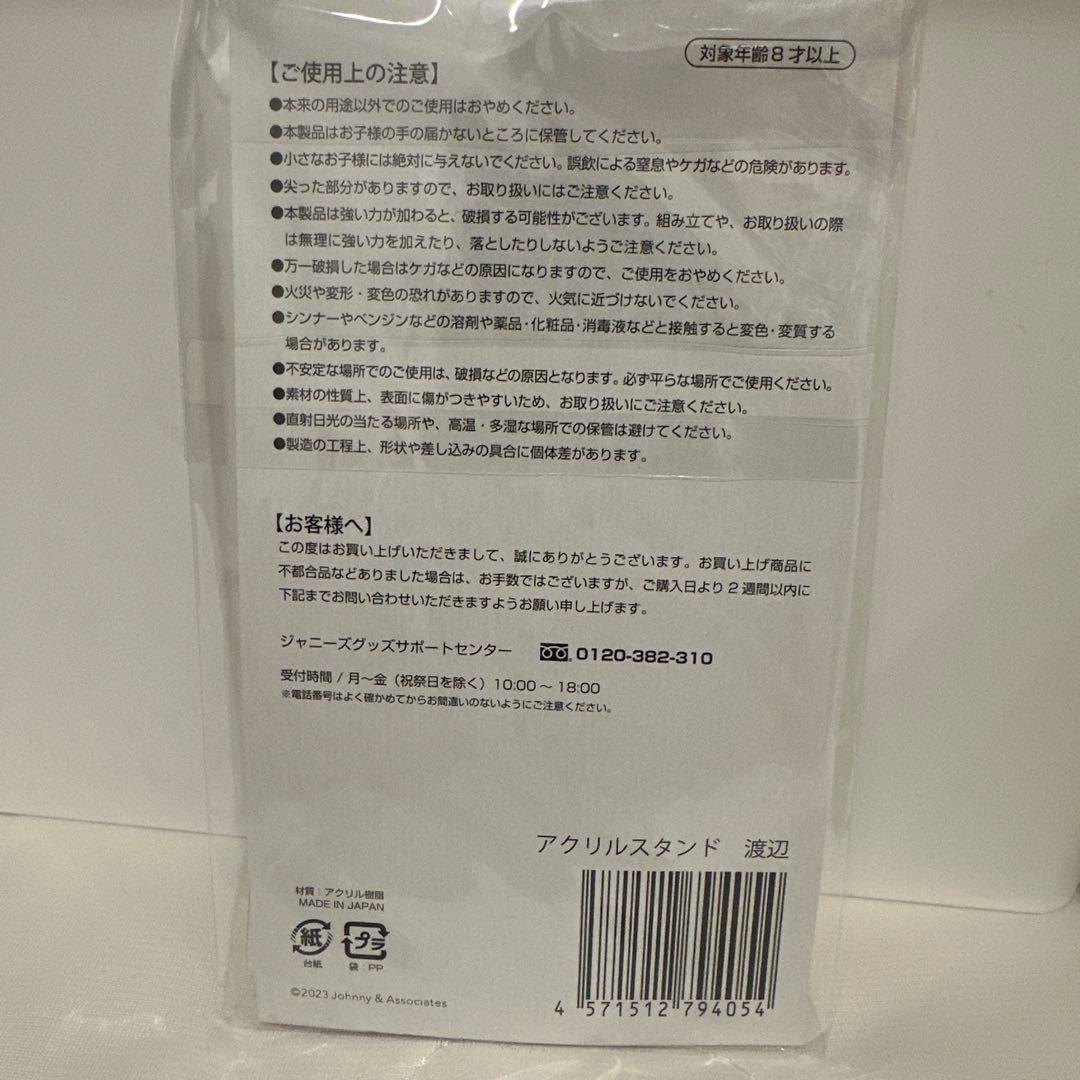 対象年齢8才以上
【ご使用上の注意】
●本来の用途以外でのご使用はおやめください。
●本製品はお子様の手の届かないところに保管してください。
●小さなお子様には絶対に与えないでください。誤飲による窒息やケガなどの危険があります。
●尖った部分がありますので、お取り扱いにはご注意ください。
●本製品は強い力が加わると、破損する可能性がございます。組み立てや、お取り扱いの際
は無理に強い力を加えたり、落としたりしないようご注意ください。
●万一破損した場合はケガなどの原因になりますので、ご使用をおやめください。
●火災や変形・変色の恐れがありますので、火気に近づけないでください。
●シンナーやベンジンなどの溶剤や薬品・化粧品・消毒液などと接触すると変色・変質する
場合があります。
●不安定な場所でのご使用は、破損などの原因となります。必ず平らな場所でご使用ください。
●素材の性質上、表面に傷がつきやすいため、お取り扱いにご注意ください。
●直射日光の当たる場所や、高温・多湿な場所での保管は避けてください。
●製造の工程上、形状や差し込みの具合に個体差があります。
【お客様へ】
この度はお買い上げいただきまして、誠にありがとうございます。お買い上げ商品に
不都合品などありました場合は、お手数ではございますが、ご購入日より2週間以内に
下記までお問い合わせいただきますようお願い申し上げます。
ジャニーズグッズサポートセンター 0120-382-310
受付時間 / 月〜金（祝祭日を除く）10:00 〜 18:00
※電話番号はよく確かめてからお間違いのないようにご注意ください。
アクリルスタンド 渡辺
材質：アクリル樹脂
MADE IN JAPAN
紙 プラ
台紙 袋：PP
©2023 Johnny & Associates
4 571512 794054